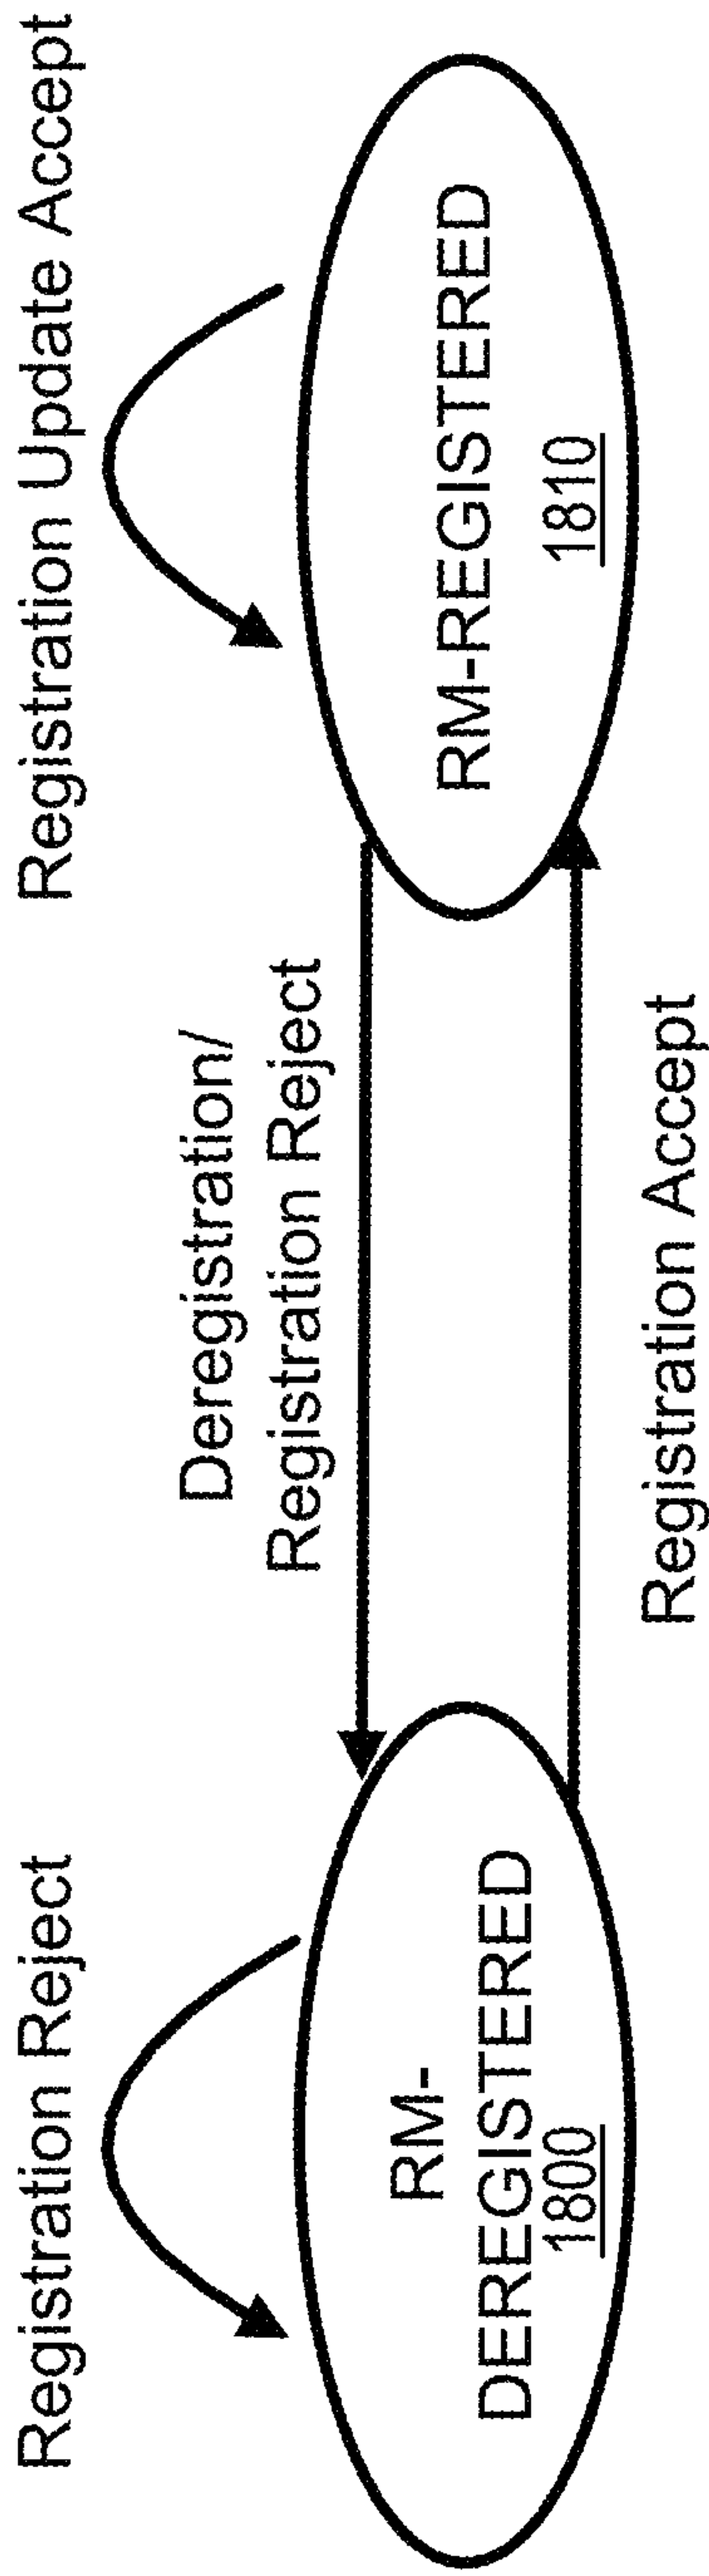 Registration Reject
Registration Update Accept
Deregistration/
Registration Reject
RM-
DEREGISTERED
1800
RM-REGISTERED
1810
Registration Accept